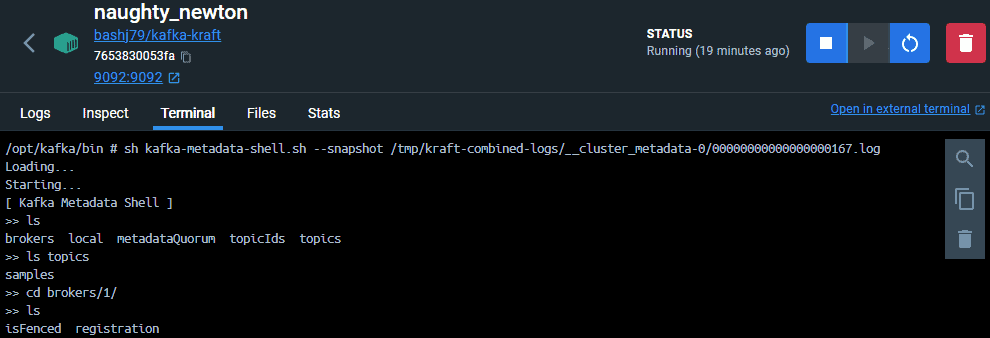 naughty_newton
bashj79/kafka-kraft
7653830053fa
9092:9092
STATUS
Running (19 minutes ago)
Logs Inspect Terminal Files Stats
Open in external terminal
/opt/kafka/bin # sh kafka-metadata-shell.sh --snapshot /tmp/kraft-combined-logs/__cluster_metadata-0/00000000000000000167.log
Loading...
Starting...
[ Kafka Metadata Shell ]
>> ls
brokers  local  metadataQuorum  topicIds  topics
>> ls topics
samples
>> cd brokers/1/
>> ls
isFenced  registration